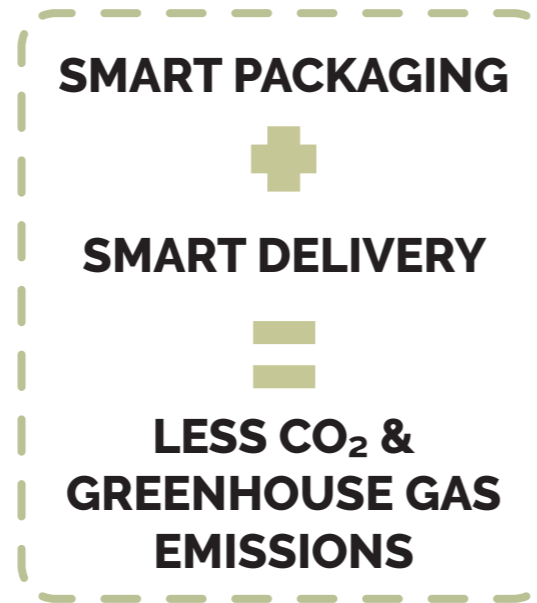 SMART PACKAGING
+
SMART DELIVERY
=
LESS CO₂ &
GREENHOUSE GAS
EMISSIONS